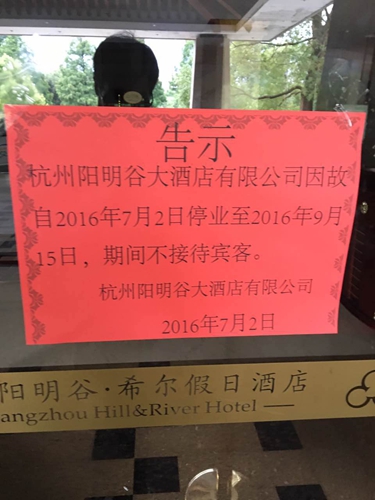 告示
杭州阳明谷大酒店有限公司因故
自2016年7月2日停业至2016年9月
15日，期间不接待宾客。
杭州阳明谷大酒店有限公司
2016年7月2日
阳明谷·希尔假日酒店
angzhou Hill&River Hotel